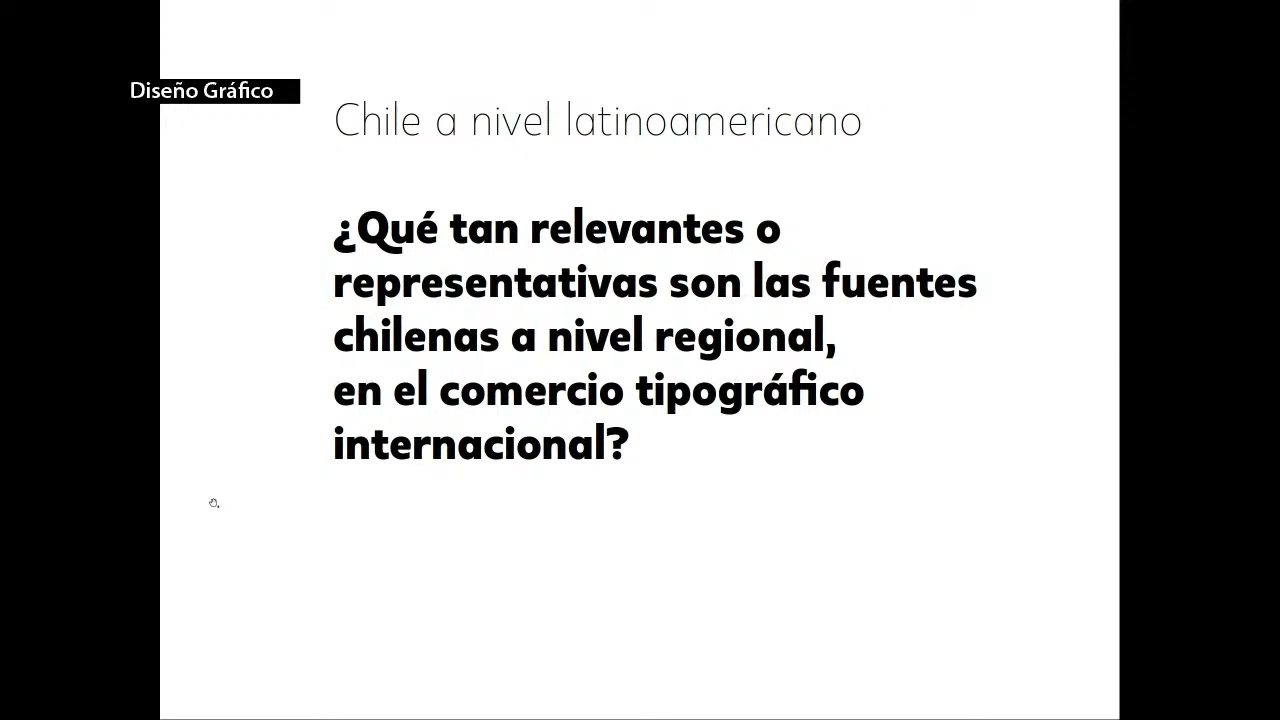 Diseño Gráfico
Chile a nivel latinoamericano
¿Qué tan relevantes o
representativas son las fuentes
chilenas a nivel regional,
en el comercio tipográfico
internacional?